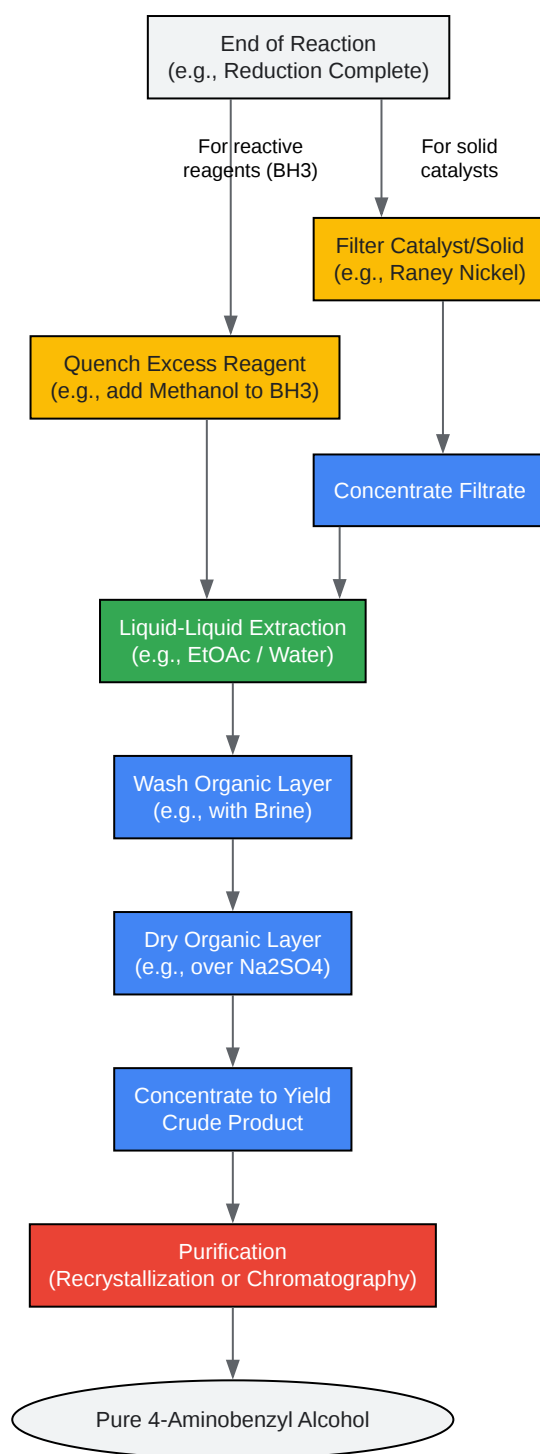 End of Reaction
(e.g., Reduction Complete)
For reactive
reagents (BH3)
For solid
catalysts
Filter Catalyst/Solid
(e.g., Raney Nickel)
Quench Excess Reagent
(e.g., add Methanol to BH3)
Concentrate Filtrate
Liquid-Liquid Extraction
(e.g., EtOAc / Water)
Wash Organic Layer
(e.g., with Brine)
Dry Organic Layer
(e.g., over Na2SO4)
Concentrate to Yield
Crude Product
Purification
(Recrystallization or Chromatography)
Pure 4-Aminobenzyl Alcohol